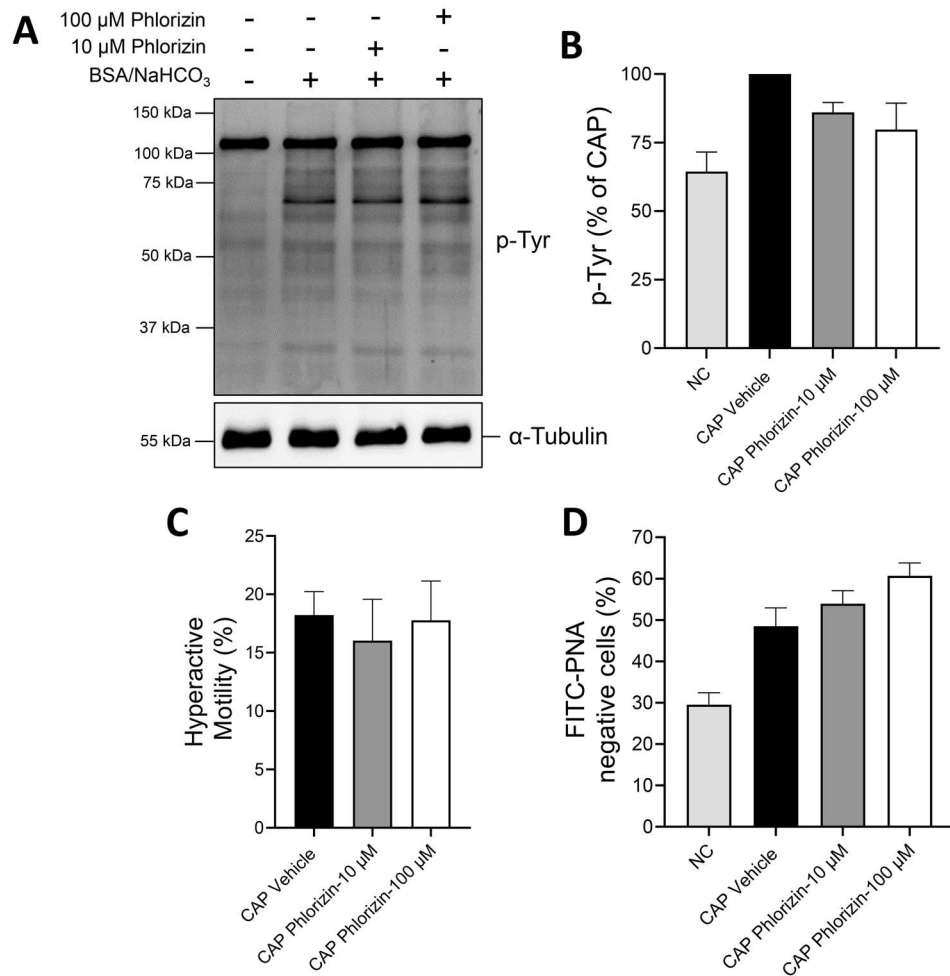 A
100 µM Phlorizin - - - +
10 µM Phlorizin - - + -
BSA/NaHCO₃ - + + +
150 kDa
100 kDa
75 kDa
50 kDa
37 kDa
p-Tyr
55 kDa
α-Tubulin
B
p-Tyr (% of CAP)
100
75
50
25
0
NC
CAP Vehicle
CAP Phlorizin-10 µM
CAP Phlorizin-100 µM
C
Hyperactive
Motility (%)
25
20
15
10
5
0
CAP Vehicle
CAP Phlorizin-10 µM
CAP Phlorizin-100 µM
D
FITC-PNA
negative cells (%)
70
60
50
40
30
20
10
0
NC
CAP Vehicle
CAP Phlorizin-10 µM
CAP Phlorizin-100 µM